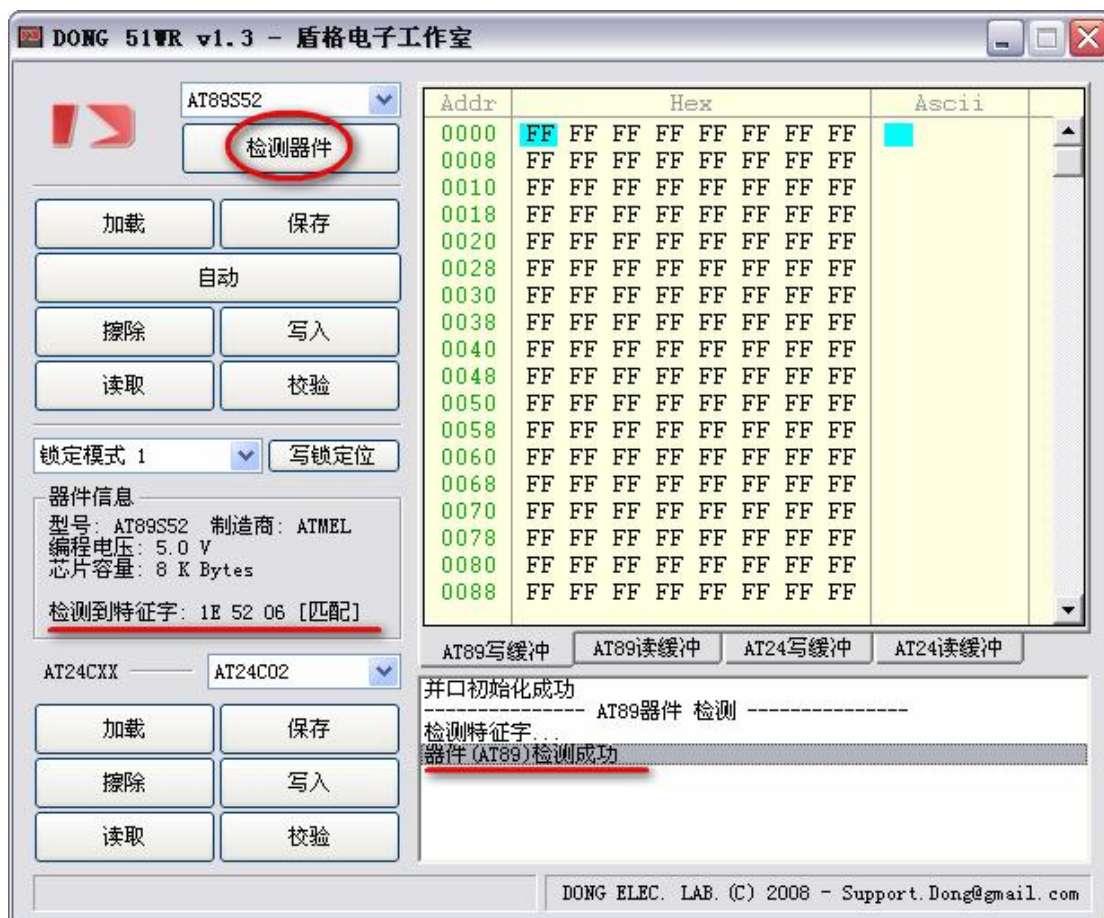 DONG 51WR v1.3 - 盾格电子工作室
AT89S52
检测器件
加载 保存
自动
擦除 写入
读取 校验
锁定模式 1 写锁定位
器件信息
型号: AT89S52 制造商: ATMEL
编程电压: 5.0 V
芯片容量: 8 K Bytes
检测到特征字: 1E 52 06 [匹配]
AT24CXX AT24C02
加载 保存
擦除 写入
读取 校验
Addr Hex Ascii
0000 FF FF FF FF FF FF FF FF
0008 FF FF FF FF FF FF FF FF
0010 FF FF FF FF FF FF FF FF
0018 FF FF FF FF FF FF FF FF
0020 FF FF FF FF FF FF FF FF
0028 FF FF FF FF FF FF FF FF
0030 FF FF FF FF FF FF FF FF
0038 FF FF FF FF FF FF FF FF
0040 FF FF FF FF FF FF FF FF
0048 FF FF FF FF FF FF FF FF
0050 FF FF FF FF FF FF FF FF
0058 FF FF FF FF FF FF FF FF
0060 FF FF FF FF FF FF FF FF
0068 FF FF FF FF FF FF FF FF
0070 FF FF FF FF FF FF FF FF
0078 FF FF FF FF FF FF FF FF
0080 FF FF FF FF FF FF FF FF
0088 FF FF FF FF FF FF FF FF
AT89写缓冲 AT89读缓冲 AT24写缓冲 AT24读缓冲
并口初始化成功
--------------- AT89器件 检测 ---------------
检测特征字...
器件(AT89)检测成功
DONG ELEC. LAB. (C) 2008 - Support.Dong@gmail.com